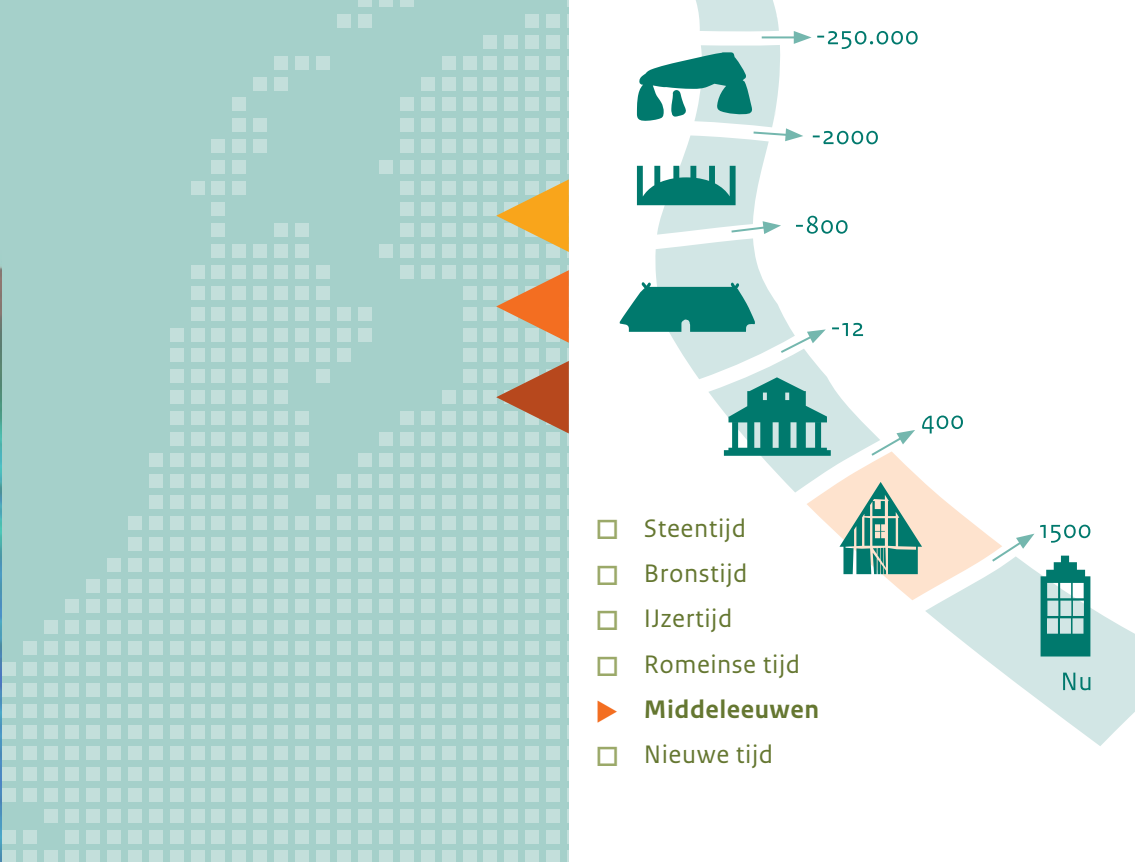 -250.000
-2000
-800
-12
400
1500
Nu
Steentijd
Bronstijd
IJzertijd
Romeinse tijd
Middeleeuwen
Nieuwe tijd